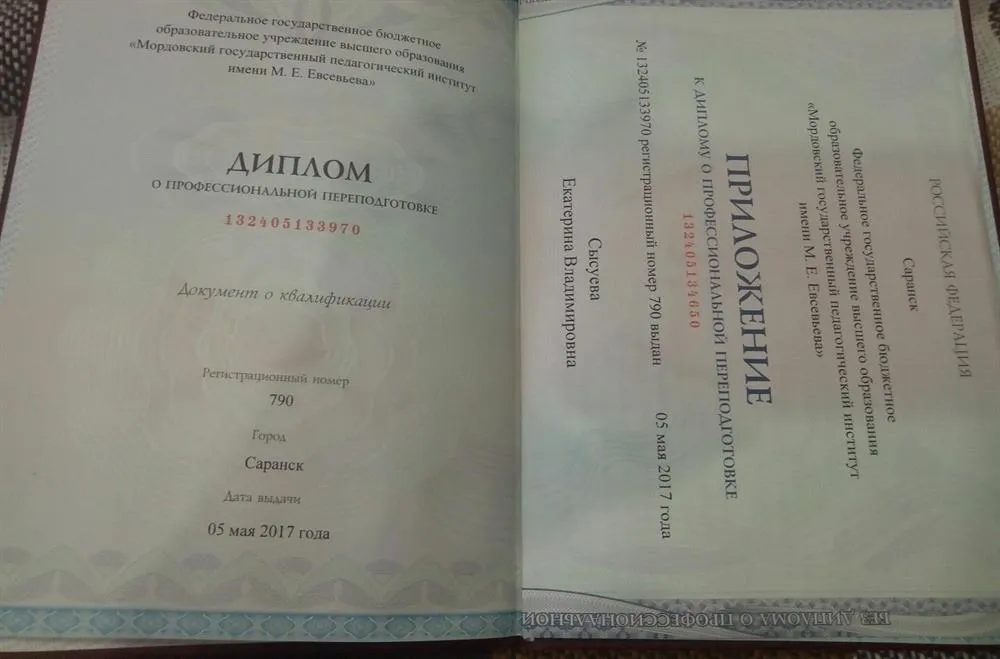 Федеральное государственное бюджетное
образовательное учреждение высшего образования
«Мордовский государственный педагогический институт
имени М. Е. Евсевьева»
ДИПЛОМ
О ПРОФЕССИОНАЛЬНОЙ ПЕРЕПОДГОТОВКЕ
132405133970
Документ о квалификации
Регистрационный номер
790
Город
Саранск
Дата выдачи
05 мая 2017 года
РОССИЙСКАЯ ФЕДЕРАЦИЯ
Саранск
Федеральное государственное бюджетное
образовательное учреждение высшего образования
«Мордовский государственный педагогический институт
имени М. Е. Евсевьева»
ПРИЛОЖЕНИЕ
К ДИПЛОМУ О ПРОФЕССИОНАЛЬНОЙ ПЕРЕПОДГОТОВКЕ
132405134650
№ 132405133970 регистрационный номер 790 выдан 05 мая 2017 года
Сысуева
Екатерина Владимировна
БЕЗ ДИПЛОМА О ПРОФЕССИОНАЛЬНОЙ